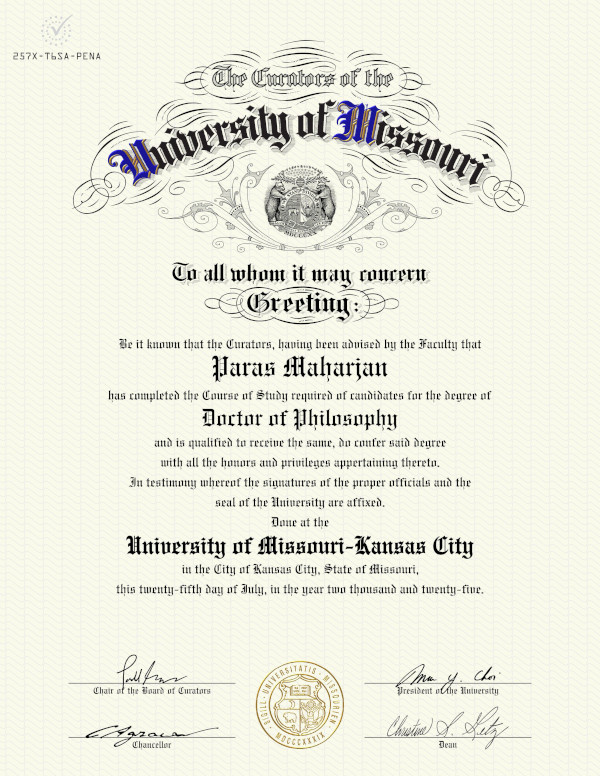 257X-T6SA-PENA
The Curators of the
University of Missouri
MDCCCXX
To all whom it may concern
Greeting:
Be it known that the Curators, having been advised by the Faculty that
Paras Maharjan
has completed the Course of Study required of candidates for the degree of
Doctor of Philosophy
and is qualified to receive the same, do confer said degree
with all the honors and privileges appertaining thereto.
In testimony whereof the signatures of the proper officials and the
seal of the University are affixed.
Done at the
University of Missouri-Kansas City
in the City of Kansas City, State of Missouri,
this twenty-fifth day of July, in the year two thousand and twenty-five.
Chair of the Board of Curators
Mun Y. Choi
President of the University
SIGILL·UNIVERSITATIS·MISSOURIEN
MDCCCXXXIX
Chancellor
Dean